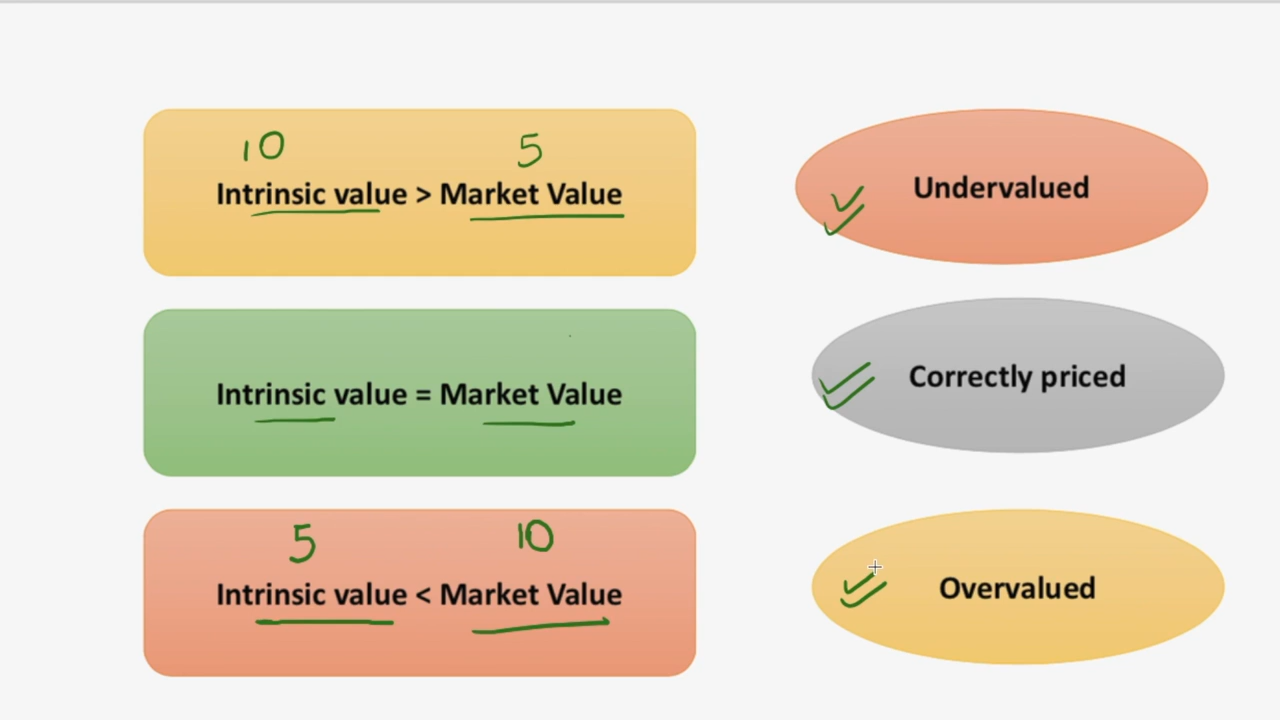 10 5
Intrinsic value > Market Value
Undervalued
Intrinsic value = Market Value
Correctly priced
5 10
Intrinsic value < Market Value
Overvalued